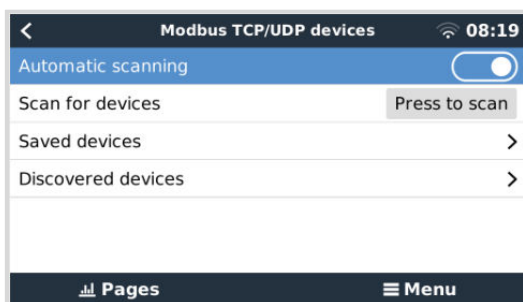 Modbus TCP/UDP devices 08:19
Automatic scanning
Scan for devices Press to scan
Saved devices
Discovered devices
Pages Menu